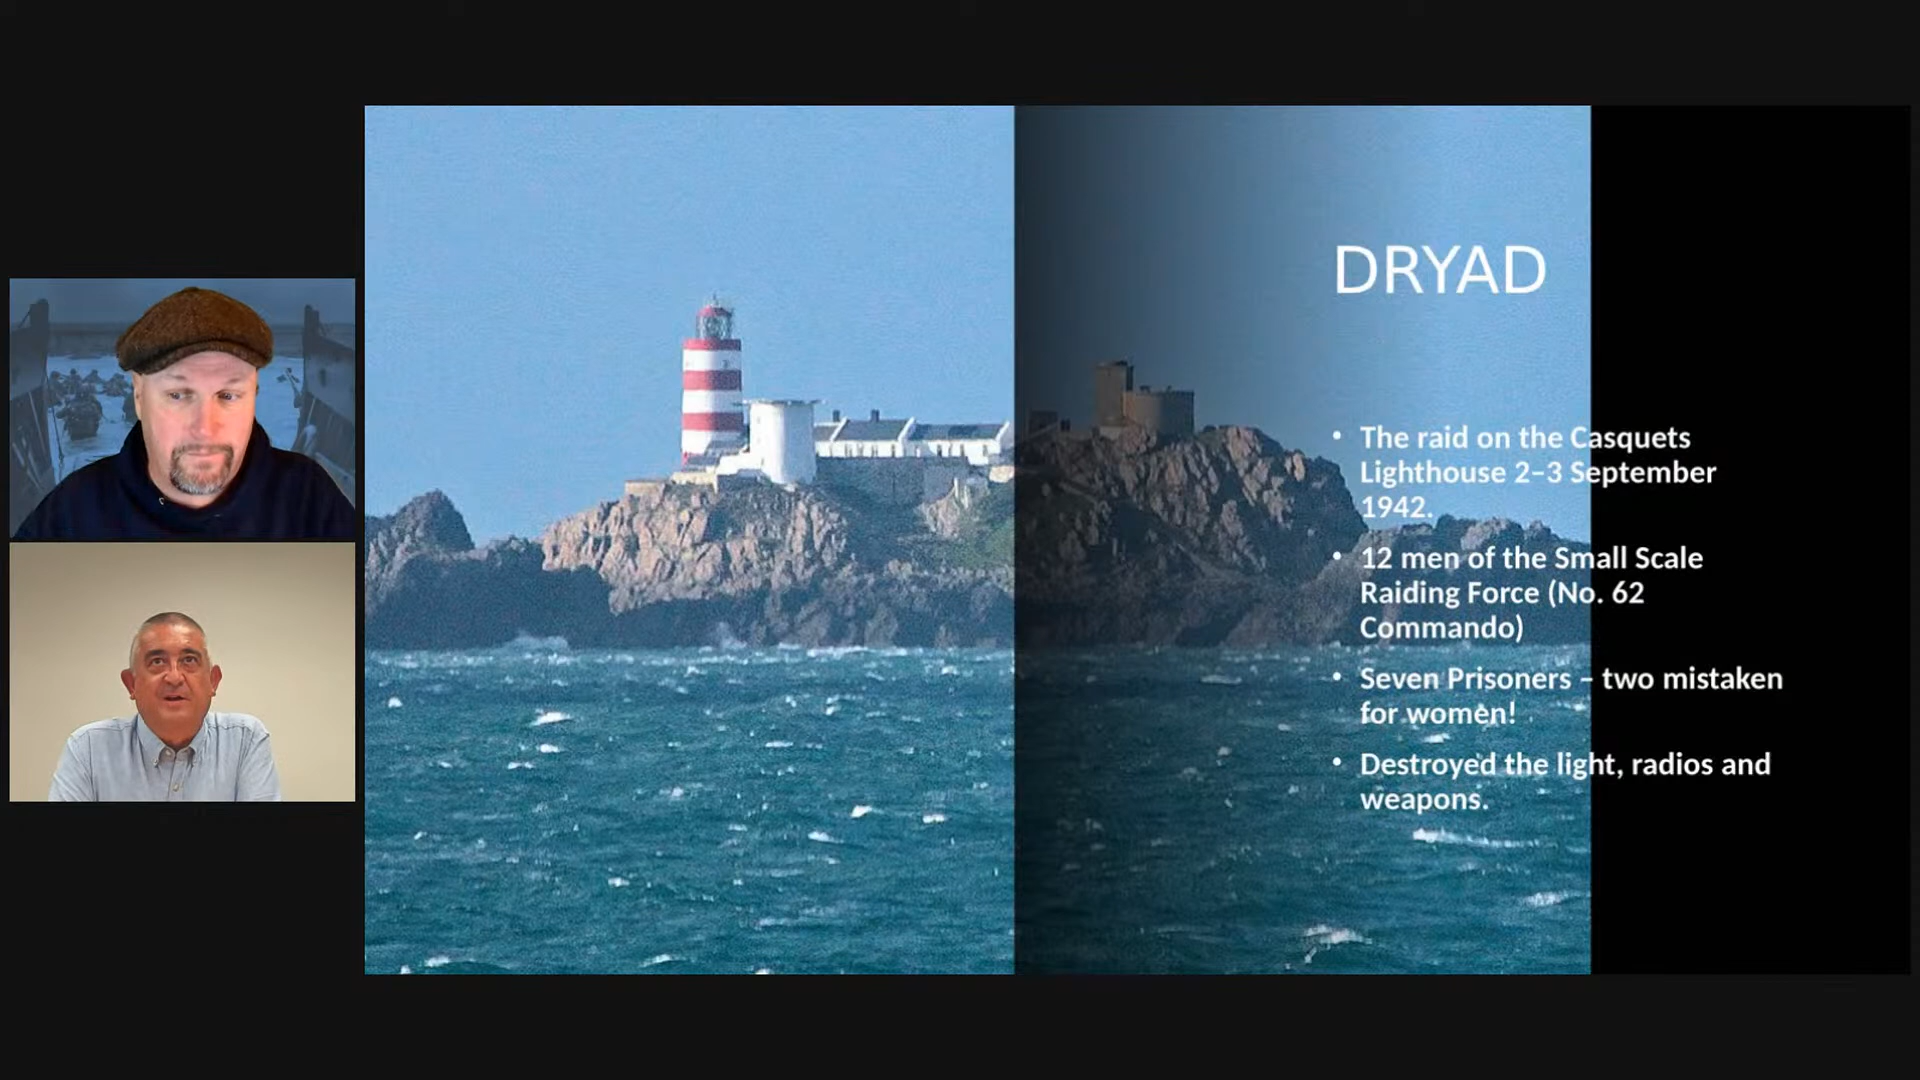 DRYAD
• The raid on the Casquets
Lighthouse 2–3 September
1942.
• 12 men of the Small Scale
Raiding Force (No. 62
Commando)
• Seven Prisoners – two mistaken
for women!
• Destroyed the light, radios and
weapons.